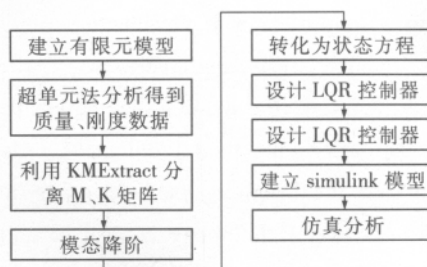 建立有限元模型
超单元法分析得到
质量、刚度数据
利用 KMExtract 分
离 M、K 矩阵
模态降阶
转化为状态方程
设计 LQR 控制器
设计 LQR 控制器
建立 simulink 模型
仿真分析